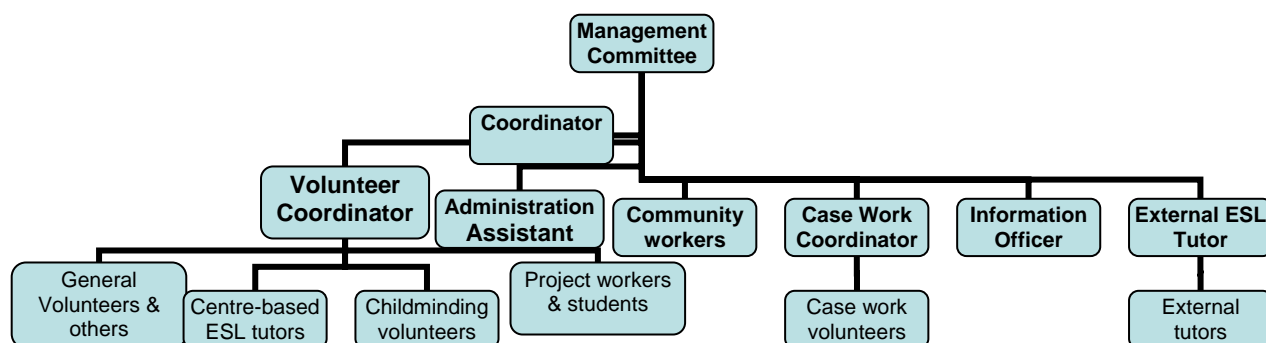 Management
Committee
Coordinator
Volunteer
Coordinator
Administration
Assistant
Community
workers
Case Work
Coordinator
Information
Officer
External ESL
Tutor
General
Volunteers &
others
Centre-based
ESL tutors
Childminding
volunteers
Project workers
& students
Case work
volunteers
External
tutors